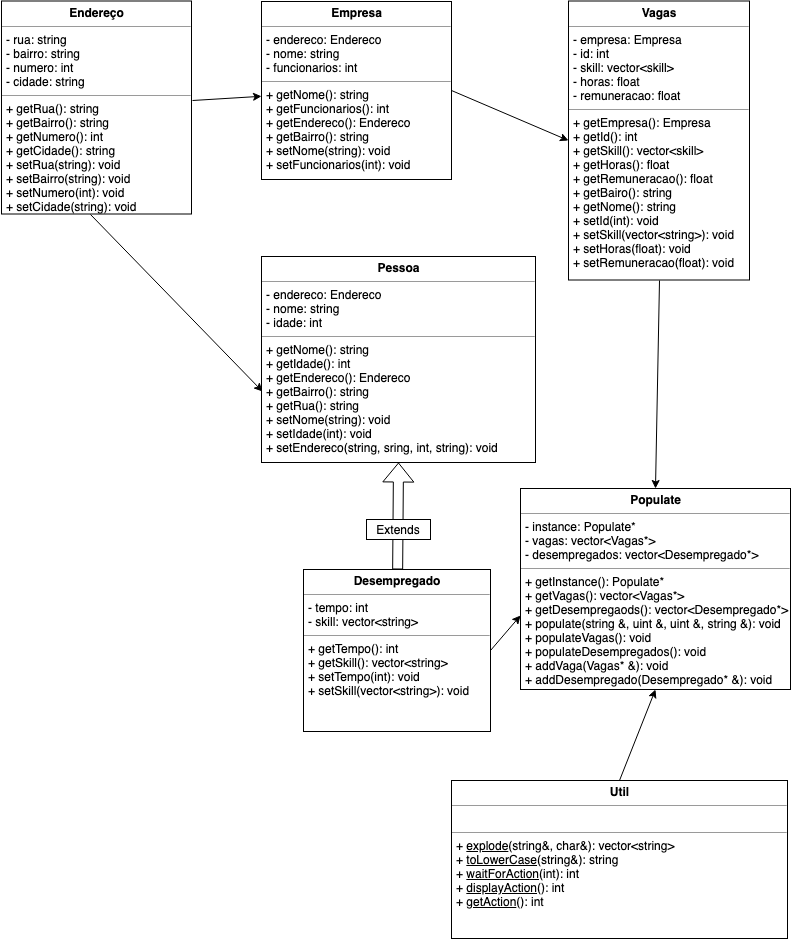 Endereço
- rua: string
- bairro: string
- numero: int
- cidade: string
+ getRua(): string
+ getBairro(): string
+ getNumero(): int
+ getCidade(): string
+ setRua(string): void
+ setBairro(string): void
+ setNumero(int): void
+ setCidade(string): void
Empresa
- endereco: Endereco
- nome: string
- funcionarios: int
+ getNome(): string
+ getFuncionarios(): int
+ getEndereco(): Endereco
+ getBairro(): string
+ setNome(string): void
+ setFuncionarios(int): void
Vagas
- empresa: Empresa
- id: int
- skill: vector<skill>
- horas: float
- remuneracao: float
+ getEmpresa(): Empresa
+ getId(): int
+ getSkill(): vector<skill>
+ getHoras(): float
+ getRemuneracao(): float
+ getBairo(): string
+ getNome(): string
+ setId(int): void
+ setSkill(vector<string>): void
+ setHoras(float): void
+ setRemuneracao(float): void
Pessoa
- endereco: Endereco
- nome: string
- idade: int
+ getNome(): string
+ getIdade(): int
+ getEndereco(): Endereco
+ getBairro(): string
+ getRua(): string
+ setNome(string): void
+ setIdade(int): void
+ setEndereco(string, sring, int, string): void
Extends
Desempregado
- tempo: int
- skill: vector<string>
+ getTempo(): int
+ getSkill(): vector<string>
+ setTempo(int): void
+ setSkill(vector<string>): void
Populate
- instance: Populate*
- vagas: vector<Vagas*>
- desempregados: vector<Desempregado*>
+ getInstance(): Populate*
+ getVagas(): vector<Vagas*>
+ getDesempregaods(): vector<Desempregado*>
+ populate(string &, uint &, uint &, string &): void
+ populateVagas(): void
+ populateDesempregados(): void
+ addVaga(Vagas* &): void
+ addDesempregado(Desempregado* &): void
Util
+ explode(string&, char&): vector<string>
+ toLowerCase(string&): string
+ waitForAction(int): int
+ displayAction(): int
+ getAction(): int